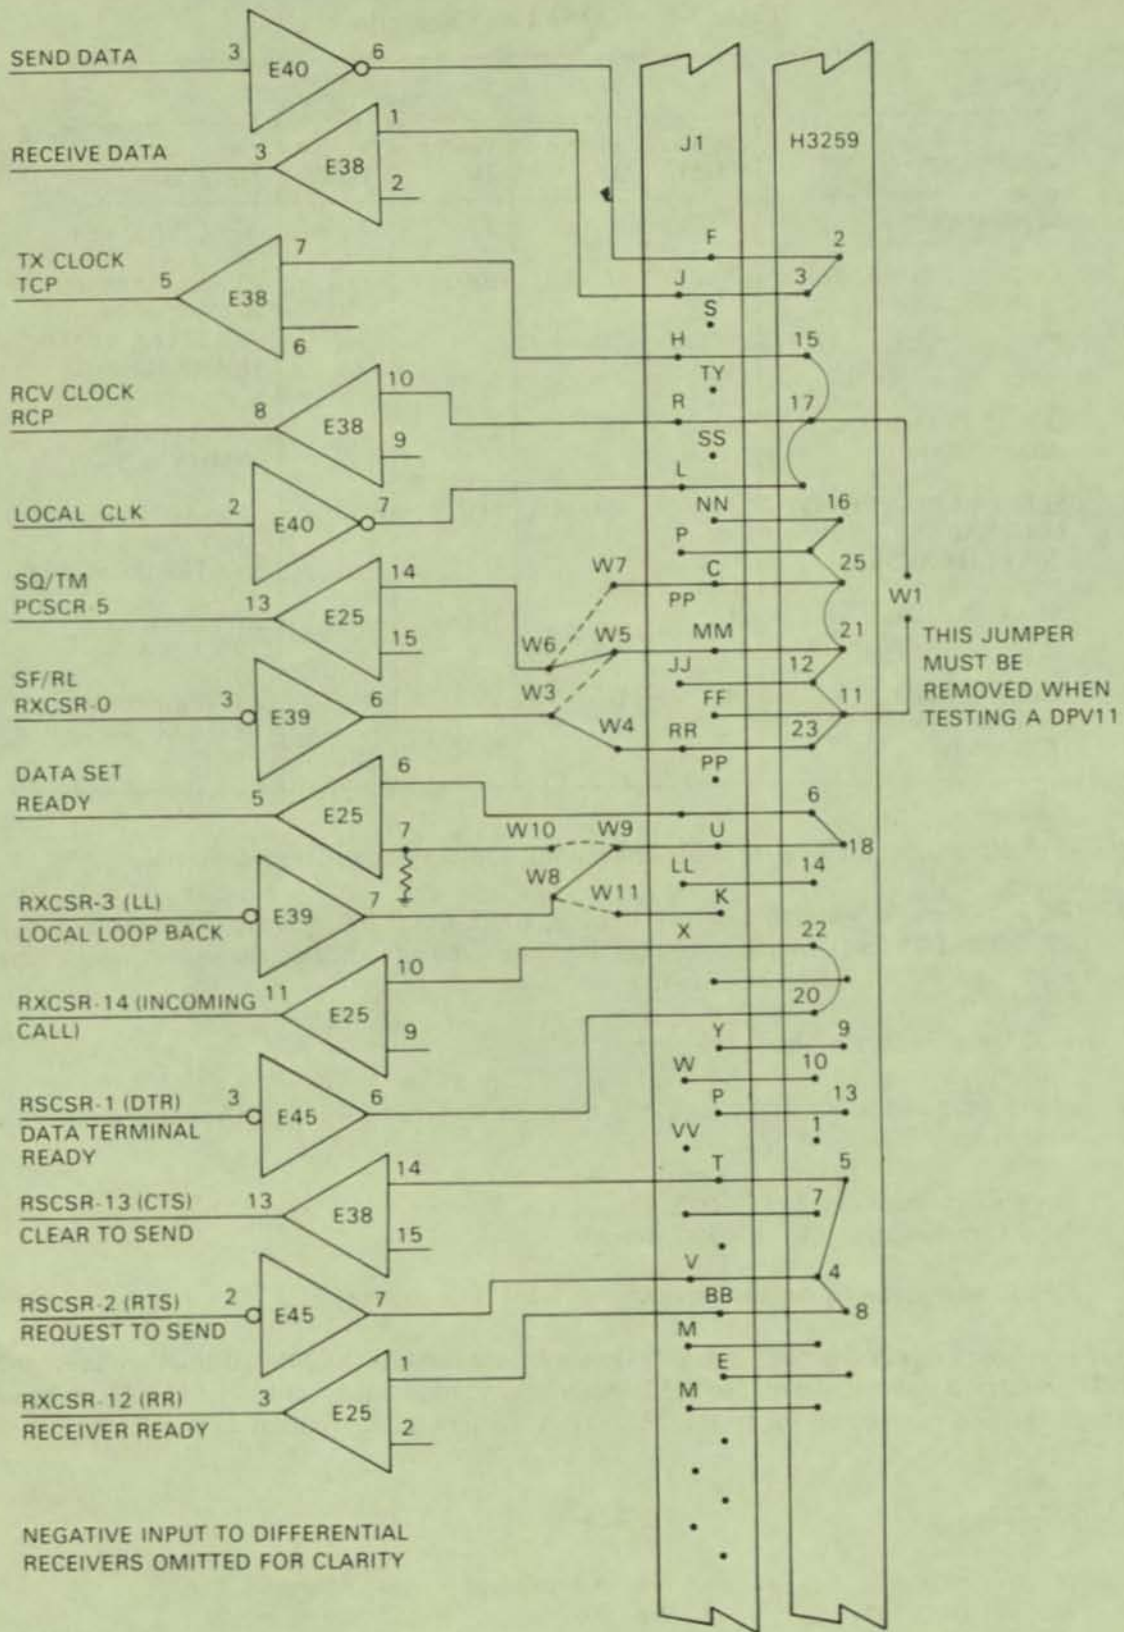 SEND DATA 3 E40 6
RECEIVE DATA 3 E38 1
2
J1
H3259
F 2
TX CLOCK
TCP 5 E38 7
6
J 3
S
H 15
TY
RCV CLOCK
RCP 8 E38 10
9
R 17
SS
L
LOCAL CLK 2 E40 7
NN 16
P
SQ/TM
PCSCR-5 13 E25 14
15
W7 C 25
PP
W1
W6 W5 MM 21
THIS JUMPER
MUST BE
REMOVED WHEN
TESTING A DPV11
JJ 12
SF/RL
RXCSR-0 3 E39 6
W3
FF 11
W4 RR 23
PP
DATA SET
READY 5 E25 6
7
6
W10 W9 U 18
LL 14
W8 W11 K
RXCSR-3 (LL)
LOCAL LOOP BACK E39 7
X 22
RXCSR-14 (INCOMING
CALL) 11 E25 10
9
20
Y 9
W 10
RSCSR-1 (DTR) 3 E45 6
DATA TERMINAL
READY
P 13
VV 1
T 5
RSCSR-13 (CTS) 13 E38 14
15
CLEAR TO SEND
7
V 4
RSCSR-2 (RTS) 2 E45 7
REQUEST TO SEND
BB 8
M
E
M
RXCSR-12 (RR) 3 E25 1
2
RECEIVER READY
NEGATIVE INPUT TO DIFFERENTIAL
RECEIVERS OMITTED FOR CLARITY